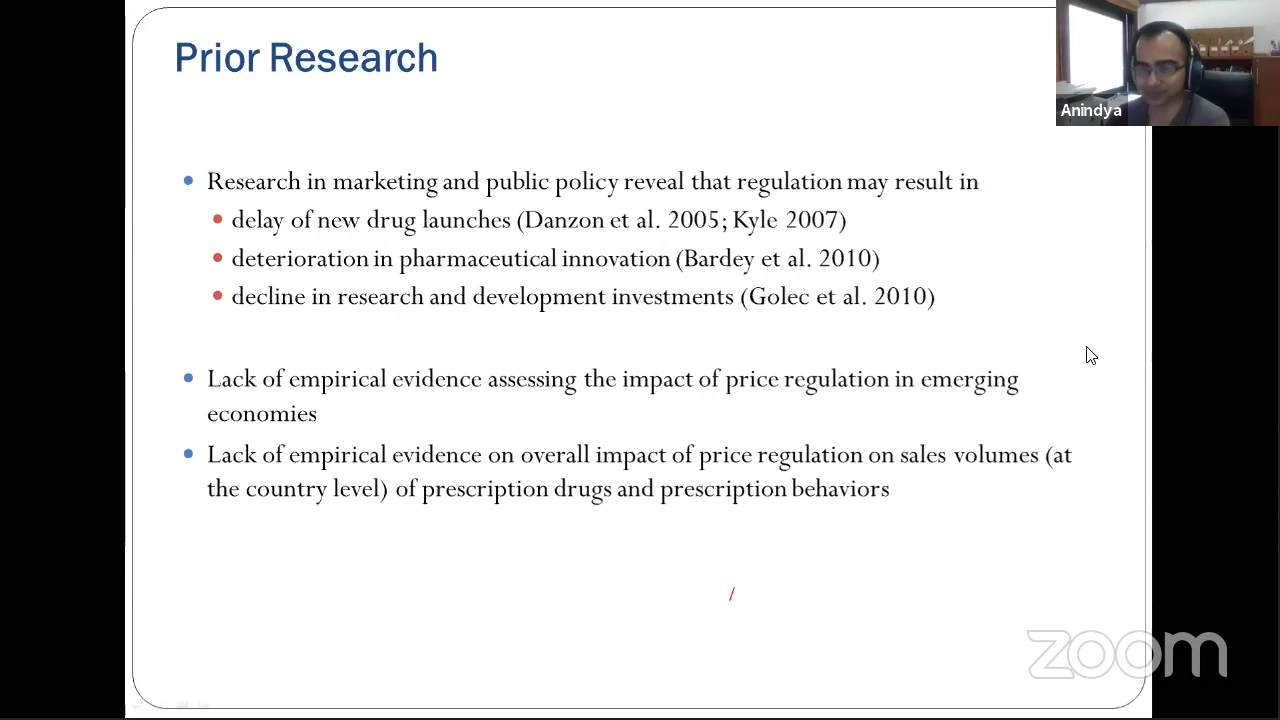 Prior Research
Anindya
Research in marketing and public policy reveal that regulation may result in
delay of new drug launches (Danzon et al. 2005; Kyle 2007)
deterioration in pharmaceutical innovation (Bardey et al. 2010)
decline in research and development investments (Golec et al. 2010)
Lack of empirical evidence assessing the impact of price regulation in emerging
economies
Lack of empirical evidence on overall impact of price regulation on sales volumes (at
the country level) of prescription drugs and prescription behaviors
zoom